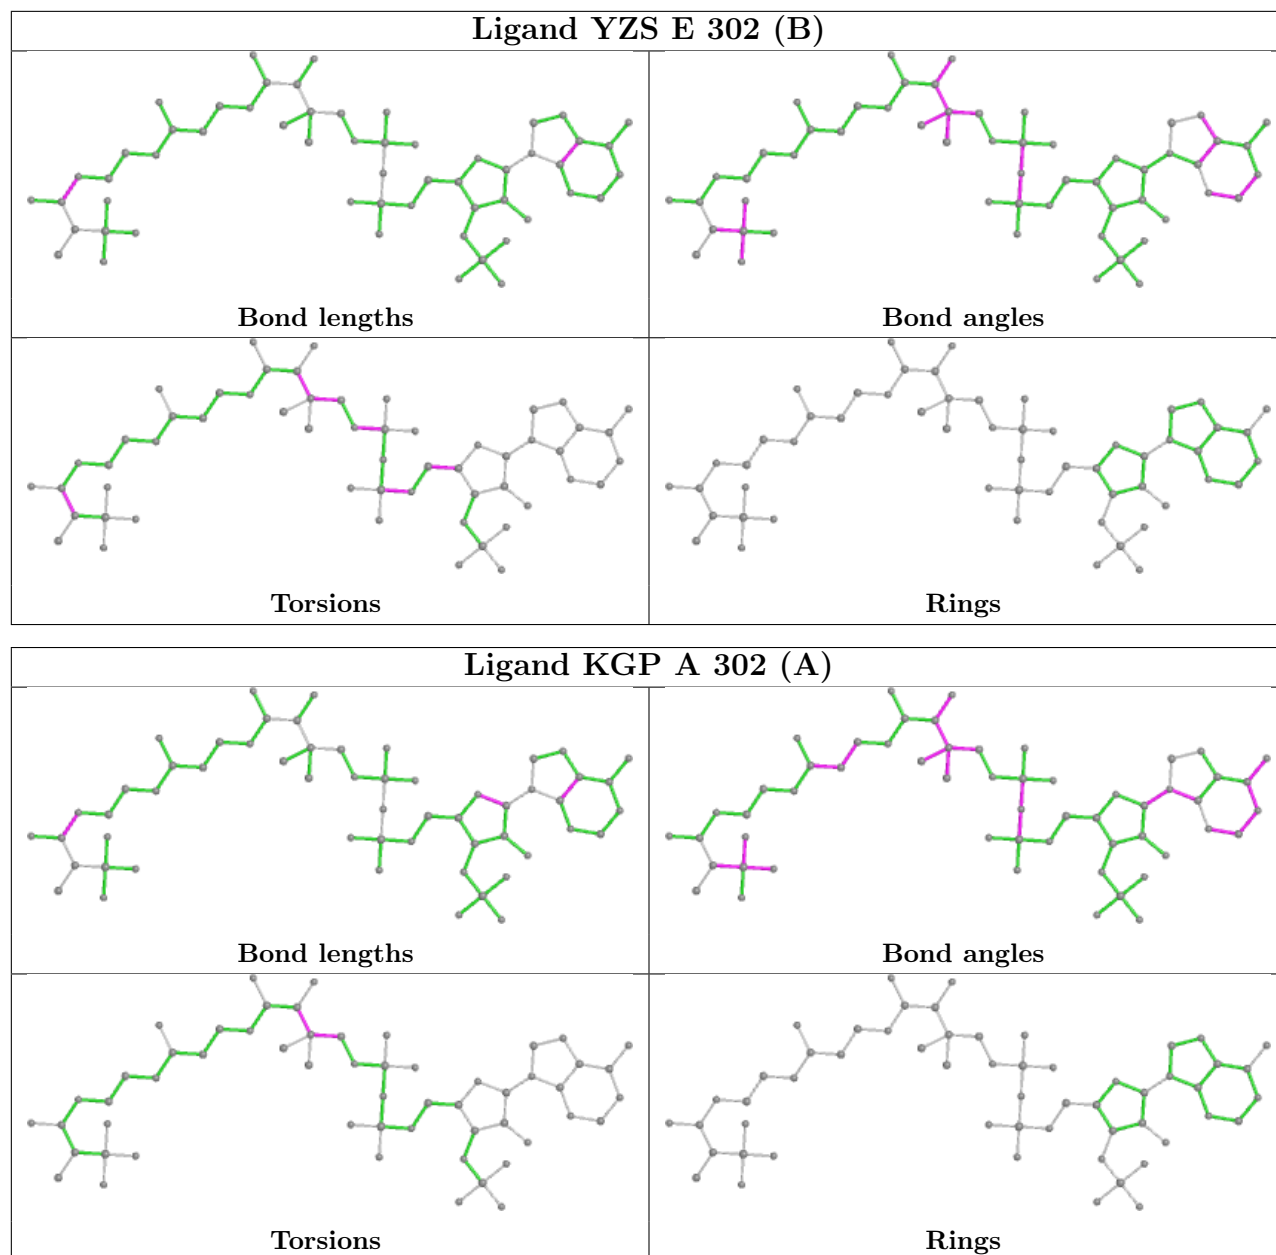 Ligand YZS E 302 (B)
Bond lengths
Bond angles
Torsions
Rings
Ligand KGP A 302 (A)
Bond lengths
Bond angles
Torsions
Rings